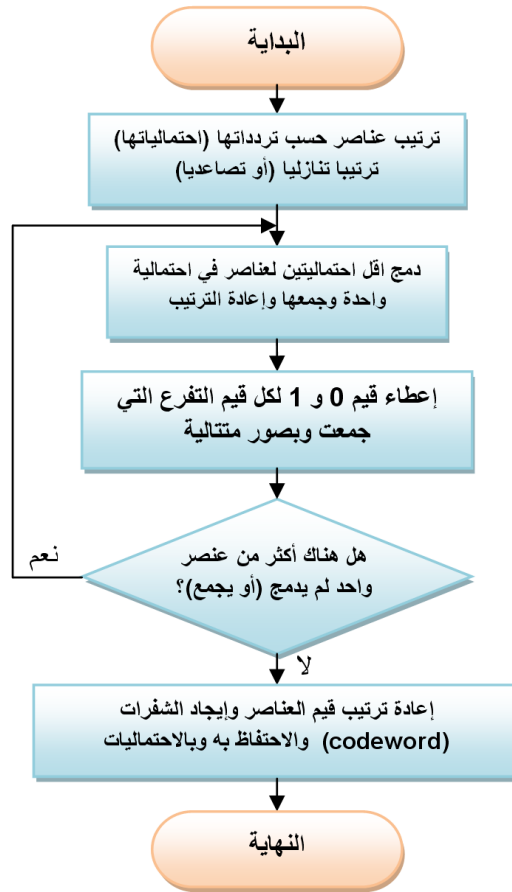 البداية
ترتيب عناصر حسب تردداتها (احتمالياتها)
ترتيبا تنازليا (أو تصاعديا)
دمج اقل احتماليتين لعناصر في احتمالية
واحدة وجمعها وإعادة الترتيب
إعطاء قيم 0 و 1 لكل قيم التفرع التي
جمعت وبصور متتالية
هل هناك أكثر من عنصر
واحد لم يدمج (أو يجمع)؟
نعم
لا
إعادة ترتيب قيم العناصر وإيجاد الشفرات
(codeword) والاحتفاظ به وبالاحتماليات
النهاية